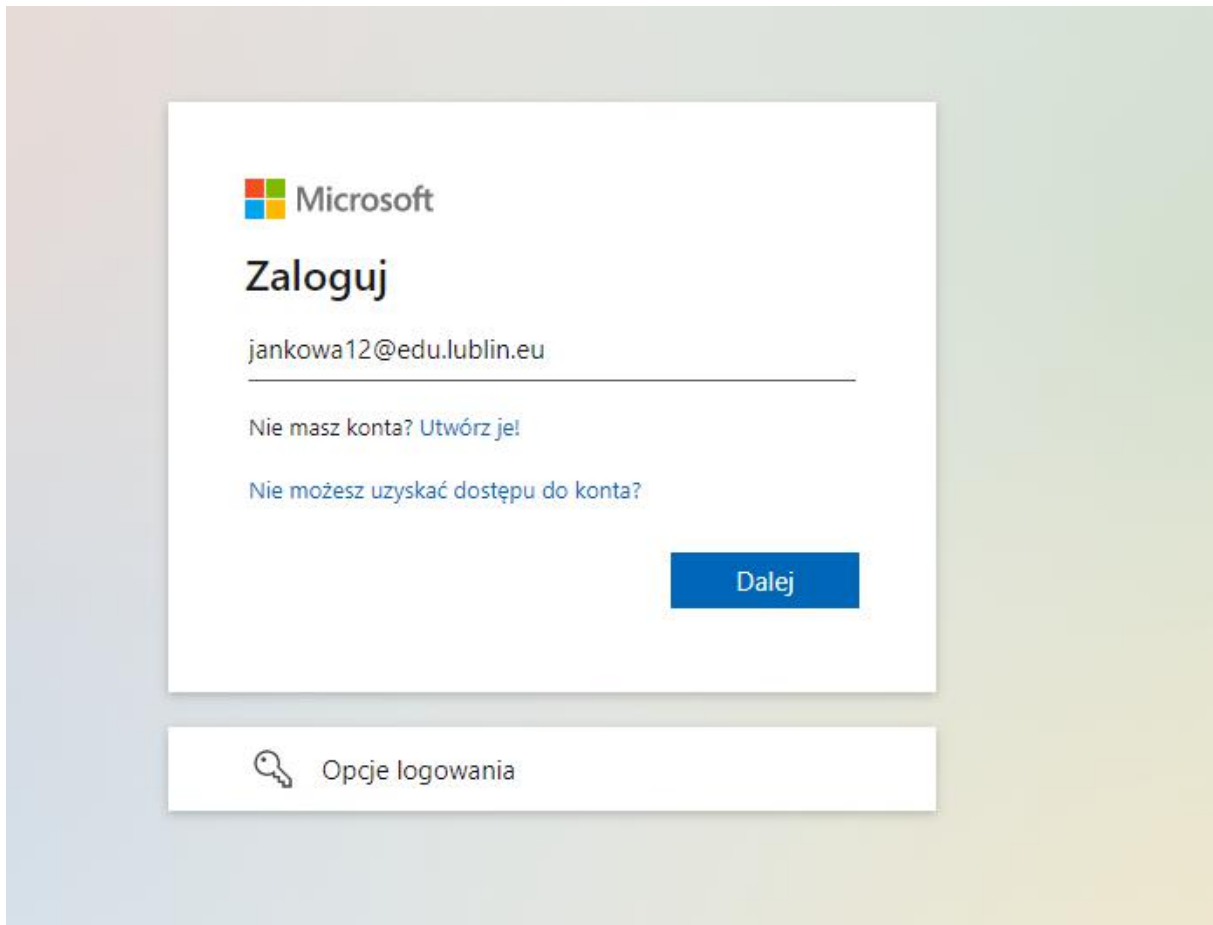 Microsoft
Zaloguj
jankowa12@edu.lublin.eu
Nie masz konta? Utwórz je!
Nie możesz uzyskać dostępu do konta?
Dalej
Opcje logowania